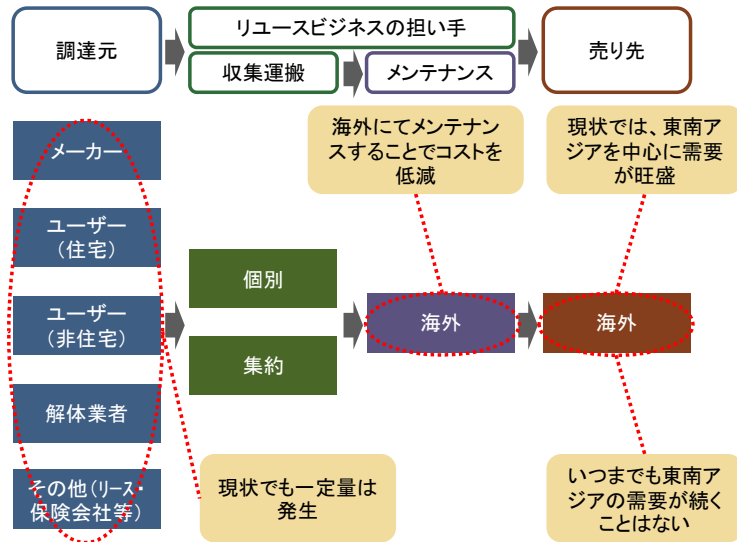 調達元
リユースビジネスの担い手
収集運搬
メンテナンス
売り先
海外にてメンテナン
スすることでコストを
低減
現状では、東南ア
ジアを中心に需要
が旺盛
メーカー
ユーザー
（住宅）
ユーザー
（非住宅）
解体業者
その他（リース・
保険会社等）
個別
集約
海外
海外
現状でも一定量は
発生
いつまでも東南ア
ジアの需要が続く
ことはない